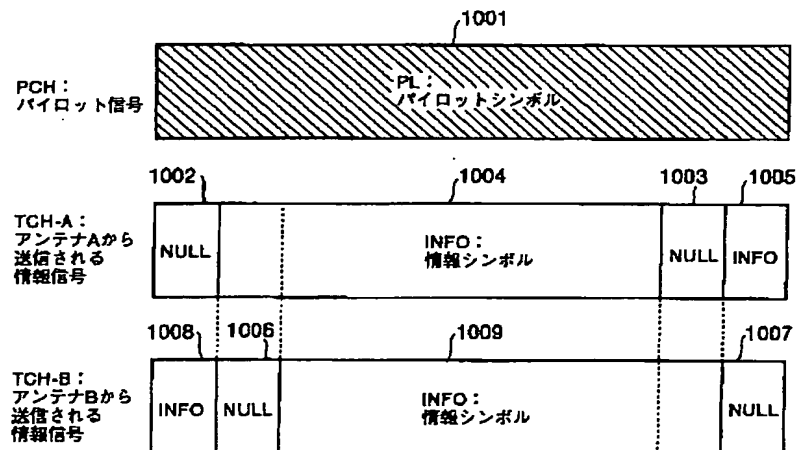 1001
PCH：
パイロット信号
PL：
パイロットシンボル
1002
1004
1003
1005
TCH-A：
アンテナAから
送信される
情報信号
NULL
INFO：
情報シンボル
NULL
INFO
1008
1006
1009
1007
TCH-B：
アンテナBから
送信される
情報信号
INFO
NULL
INFO：
情報シンボル
NULL